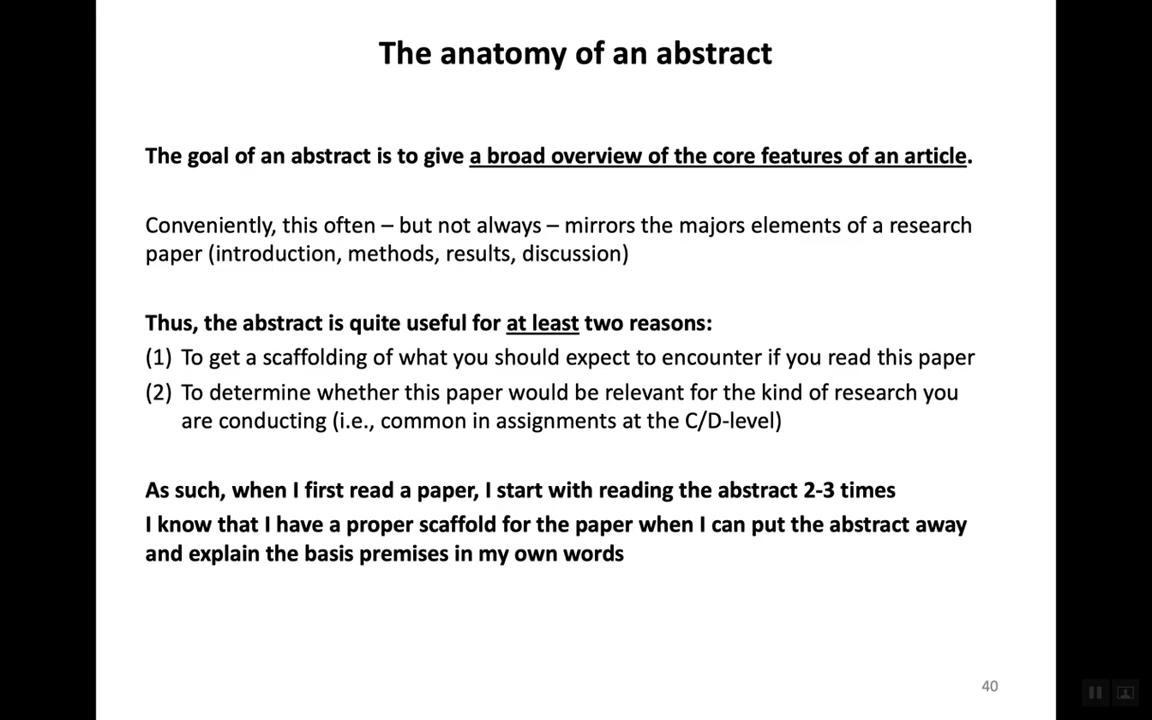 The anatomy of an abstract
The goal of an abstract is to give a broad overview of the core features of an article.
Conveniently, this often – but not always – mirrors the majors elements of a research
paper (introduction, methods, results, discussion)
Thus, the abstract is quite useful for at least two reasons:
(1) To get a scaffolding of what you should expect to encounter if you read this paper
(2) To determine whether this paper would be relevant for the kind of research you
are conducting (i.e., common in assignments at the C/D-level)
As such, when I first read a paper, I start with reading the abstract 2-3 times
I know that I have a proper scaffold for the paper when I can put the abstract away
and explain the basis premises in my own words
40